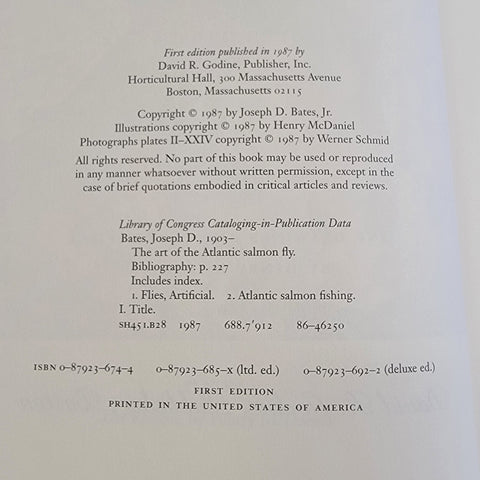 First edition published in 1987 by
David R. Godine, Publisher, Inc.
Horticultural Hall, 300 Massachusetts Avenue
Boston, Massachusetts 02115
Copyright © 1987 by Joseph D. Bates, Jr.
Illustrations copyright © 1987 by Henry McDaniel
Photographs plates II–XXIV copyright © 1987 by Werner Schmid
All rights reserved. No part of this book may be used or reproduced
in any manner whatsoever without written permission, except in the
case of brief quotations embodied in critical articles and reviews.
Library of Congress Cataloging-in-Publication Data
Bates, Joseph D., 1903–
The art of the Atlantic salmon fly.
Bibliography: p. 227
Includes index.
1. Flies, Artificial. 2. Atlantic salmon fishing.
I. Title.
SH451.B28 1987 688.7'912 86-46250
ISBN 0-87923-674-4 0-87923-685-x (ltd. ed.) 0-87923-692-2 (deluxe ed.)
FIRST EDITION
PRINTED IN THE UNITED STATES OF AMERICA